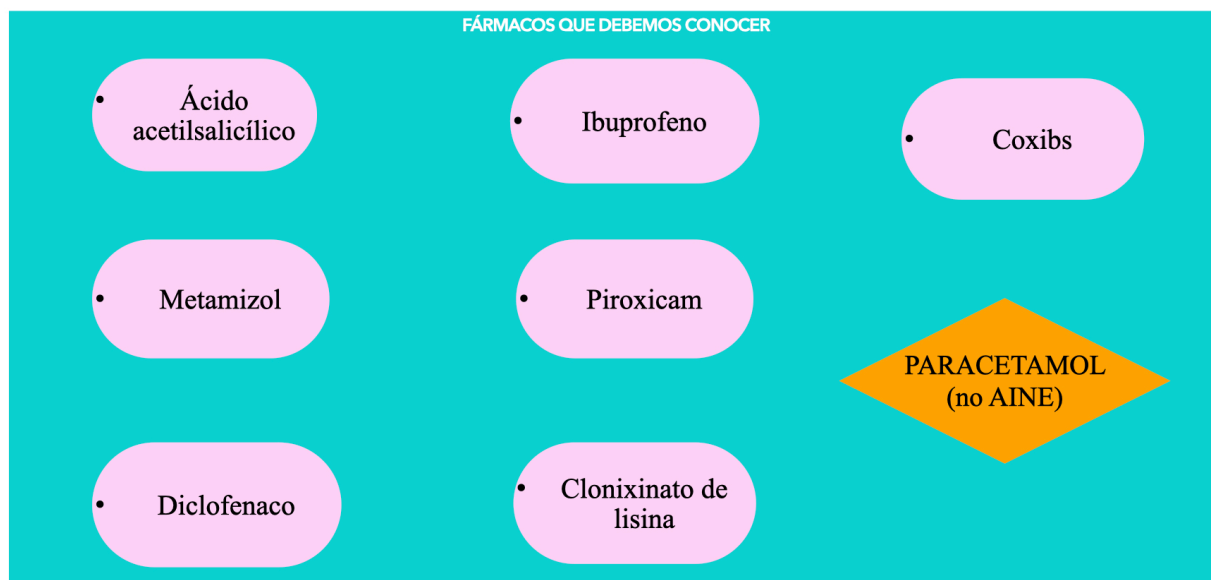 FÁRMACOS QUE DEBEMOS CONOCER
• Ácido
acetilsalicílico
• Ibuprofeno
• Coxibs
• Metamizol
• Piroxicam
PARACETAMOL
(no AINE)
• Diclofenaco
• Clonixinato de
lisina